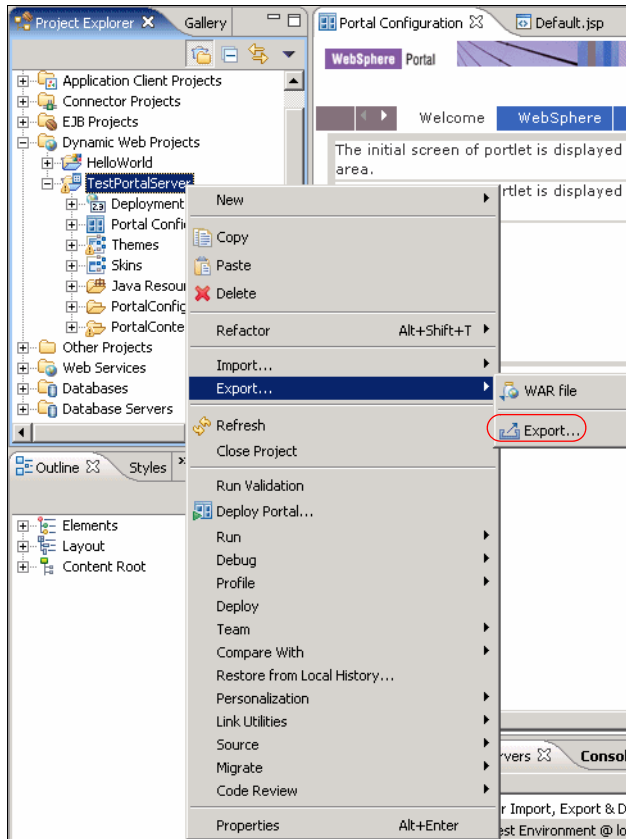 Project Explorer
Gallery
Portal Configuration
Default.jsp
WebSphere Portal
Application Client Projects
Connector Projects
EJB Projects
Dynamic Web Projects
HelloWorld
TestPortalServer
Deployment
Portal Confi
Themes
Skins
Java Resou
PortalConfig
PortalConte
Other Projects
Web Services
Databases
Database Servers
Welcome
WebSphere
The initial screen of portlet is displayed
area.
rtlet is displayed
New
Copy
Paste
Delete
Refactor Alt+Shift+T
Import...
Export...
Refresh
Close Project
Run Validation
Deploy Portal...
Run
Debug
Profile
Deploy
Team
Compare With
Restore from Local History...
Personalization
Link Utilities
Source
Migrate
Code Review
Properties Alt+Enter
WAR file
Export...
Outline
Styles
Elements
Layout
Content Root
rvers
Consol
r Import, Export & D
est Environment @ lo